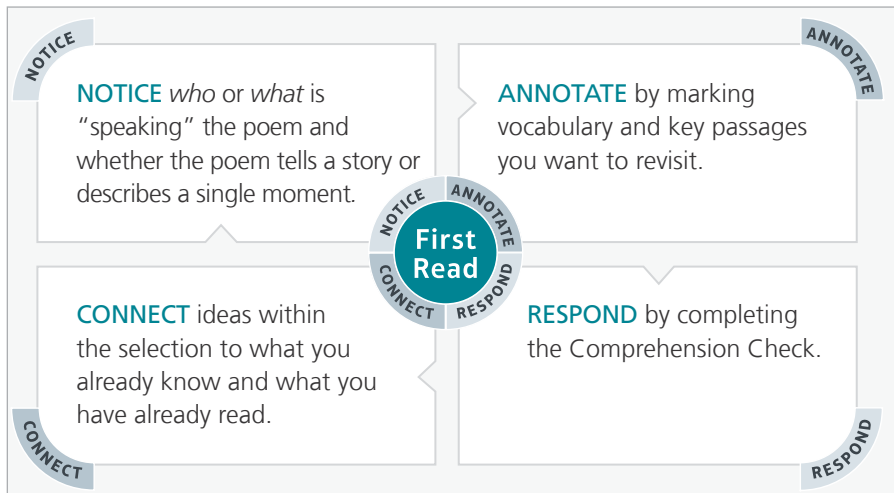 NOTICE
NOTICE who or what is
“speaking” the poem and
whether the poem tells a story or
describes a single moment.
ANNOTATE
ANNOTATE by marking
vocabulary and key passages
you want to revisit.
NOTICE
ANNOTATE
First
Read
CONNECT
RESPOND
CONNECT ideas within
the selection to what you
already know and what you
have already read.
CONNECT
RESPOND by completing
the Comprehension Check.
RESPOND